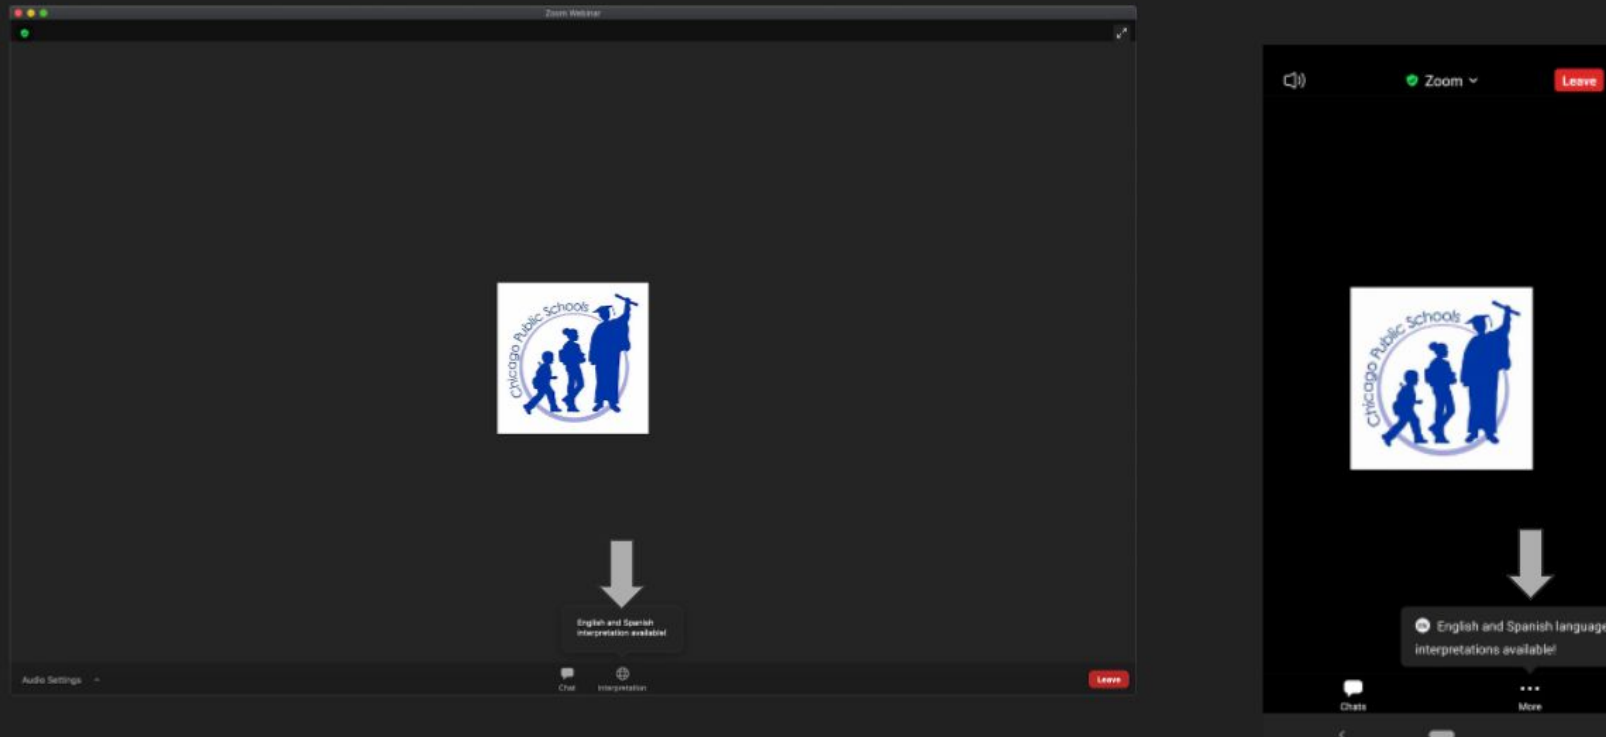 Zoom Webinar
Chicago Public Schools
English and Spanish
interpretation available!
Audio Settings
Chat
Interpretation
Leave
Zoom
Leave
Chicago Public Schools
English and Spanish language
interpretations available!
Chats
More